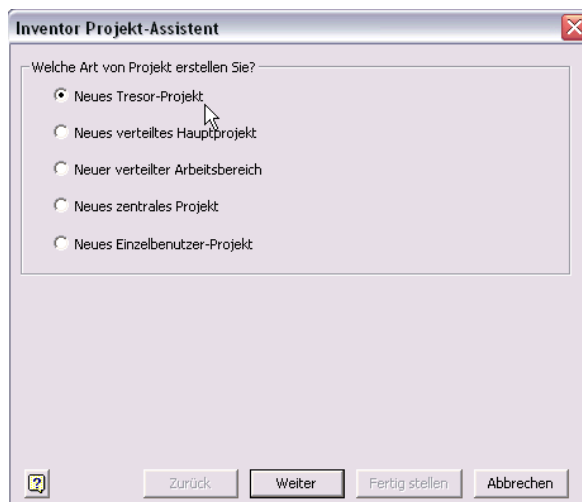 Inventor Projekt-Assistent
Welche Art von Projekt erstellen Sie?
Neues Tresor-Projekt
Neues verteiltes Hauptprojekt
Neuer verteilter Arbeitsbereich
Neues zentrales Projekt
Neues Einzelbenutzer-Projekt
Zurück Weiter Fertig stellen Abbrechen